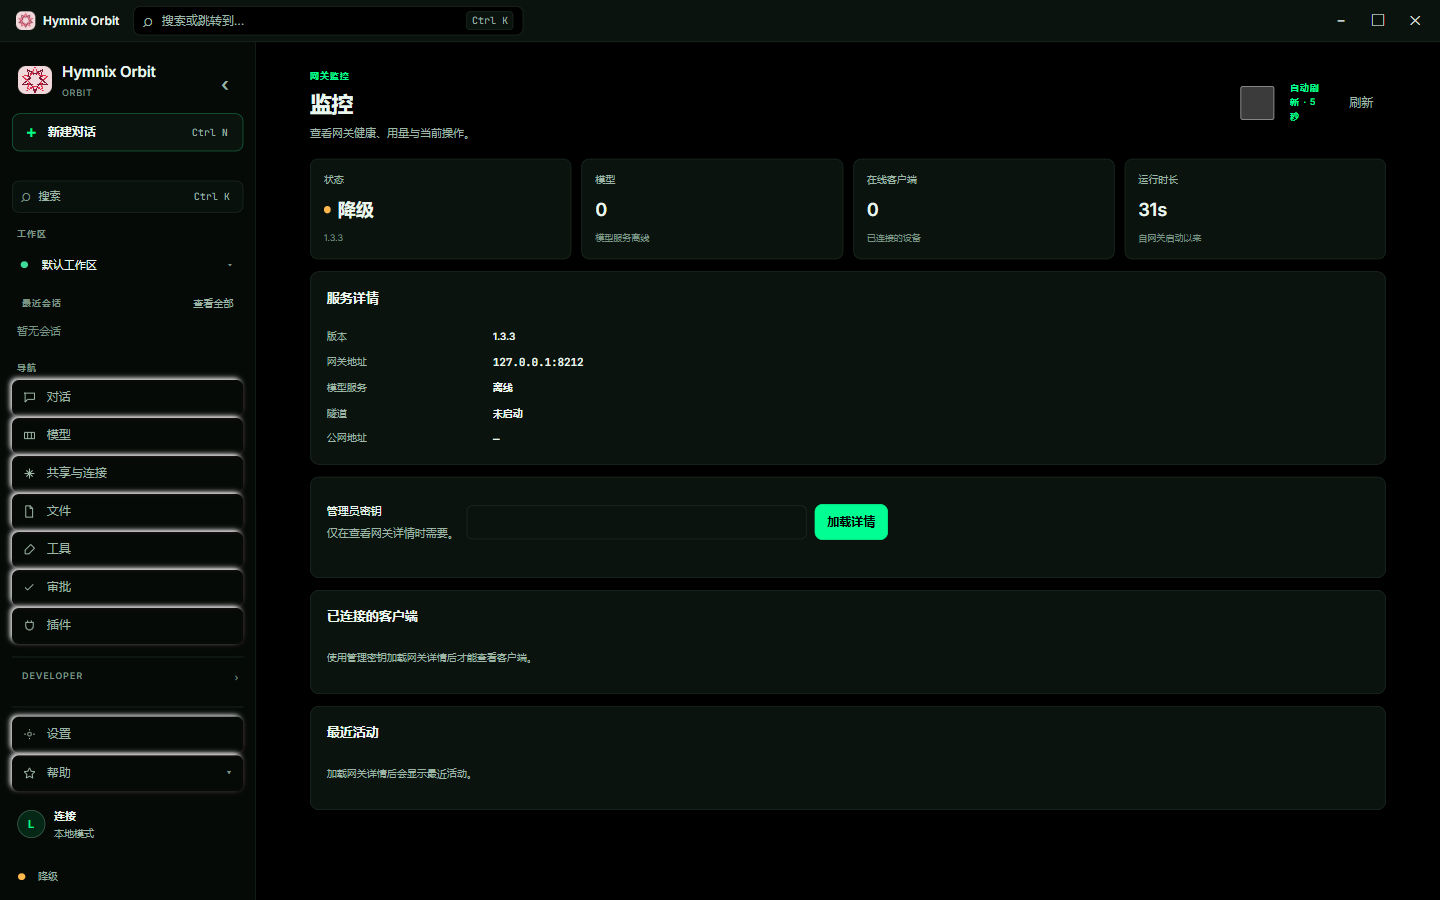 Hymnix Orbit
搜索或跳转到... Ctrl K
Hymnix Orbit
ORBIT
新建对话 Ctrl N
搜索 Ctrl K
工作区
默认工作区
最近会话 查看全部
暂无会话
导航
对话
模型
共享与连接
文件
工具
审批
插件
DEVELOPER
设置
帮助
L
连接
本地模式
降级
网关监控
监控
查看网关健康、用量与当前操作。
自动刷
新 · 5
秒
刷新
状态
降级
1.3.3
模型
0
模型服务离线
在线客户端
0
已连接的设备
运行时长
31s
自网关启动以来
服务详情
版本 1.3.3
网关地址 127.0.0.1:8212
模型服务 离线
隧道 未启动
公网地址 —
管理员密钥
仅在查看网关详情时需要。
加载详情
已连接的客户端
使用管理密钥加载网关详情后才能查看客户端。
最近活动
加载网关详情后会显示最近活动。